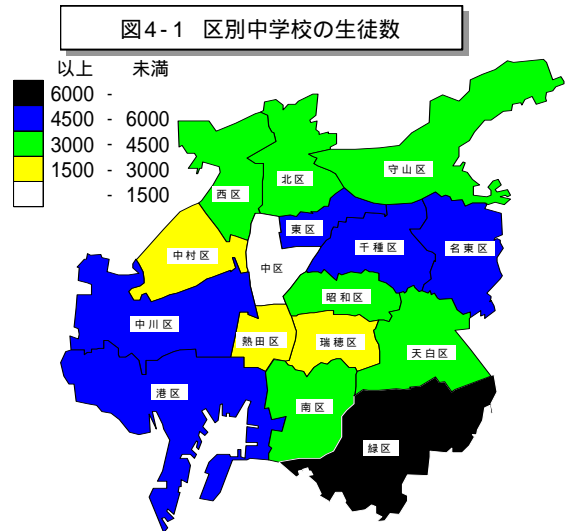 図4-1 区別中学校の生徒数
以上 未満
6000 -
4500 - 6000
3000 - 4500
1500 - 3000
- 1500
守山区
北区
西区
東区
千種区
名東区
中村区
中区
昭和区
中川区
熱田区
瑞穂区
天白区
港区
南区
緑区